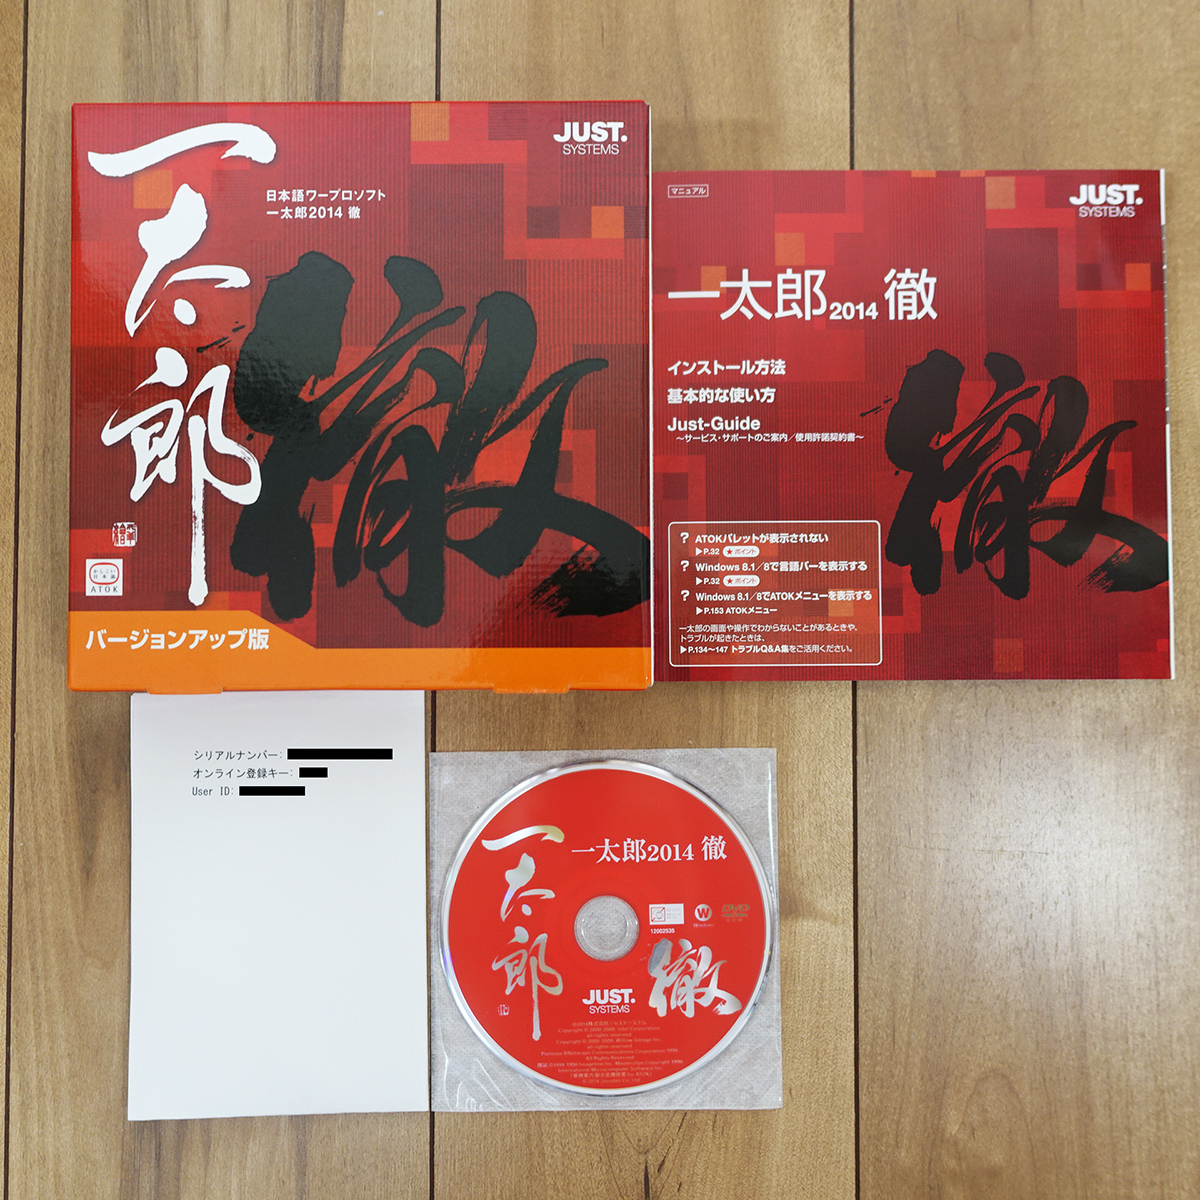 一太郎
日本語ワープロソフト
一太郎2014 徹
JUST.
SYSTEMS
徹
かしこい
日本語
ATOK
バージョンアップ版
マニュアル
JUST.
SYSTEMS
一太郎2014 徹
インストール方法
基本的な使い方
Just-Guide
～サービス・サポートのご案内／使用許諾契約書～
徹
? ATOKパレットが表示されない
▶P.32 ★ポイント
? Windows 8.1／8で言語バーを表示する
▶P.32 ★ポイント
? Windows 8.1／8でATOKメニューを表示する
▶P.153 ATOKメニュー
一太郎の画面や操作でわからないことがあるときや、
トラブルが起きたときは、
▶P.134～147 トラブルQ&A集をご活用ください。
シリアルナンバー:
オンライン登録キー:
User ID:
一太郎
一太郎2014 徹
W
DVD
12002535
徹
JUST.
SYSTEMS